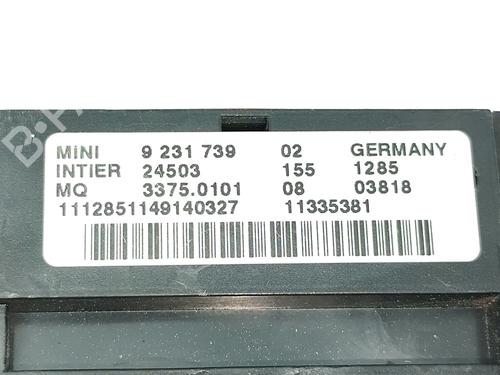 MINI 9 231 739 02 GERMANY
INTIER 24503 155 1285
MQ 3375.0101 08 03818
1112851149140327 11335381